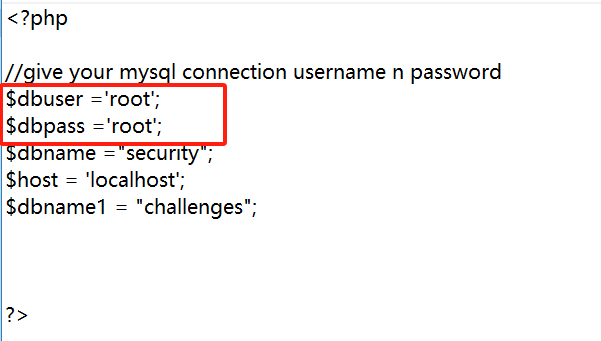 <?php
//give your mysql connection username n password
$dbuser ='root';
$dbpass ='root';
$dbname ="security";
$host = 'localhost';
$dbname1 = "challenges";
?>